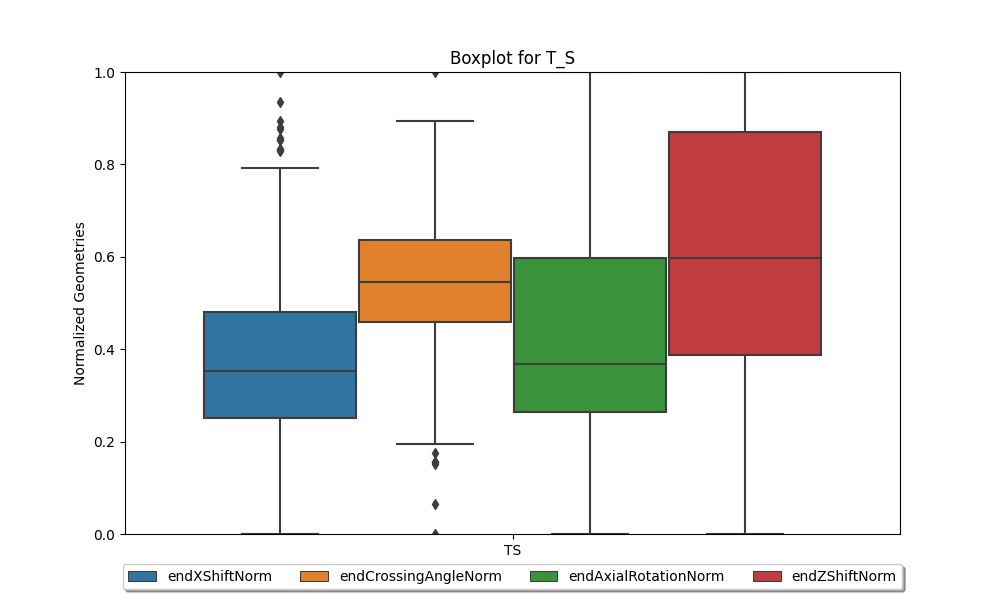 Boxplot for T_S
1.0
0.8
0.6
0.4
0.2
0.0
Normalized Geometries
TS
endXShiftNorm endCrossingAngleNorm endAxialRotationNorm endZShiftNorm